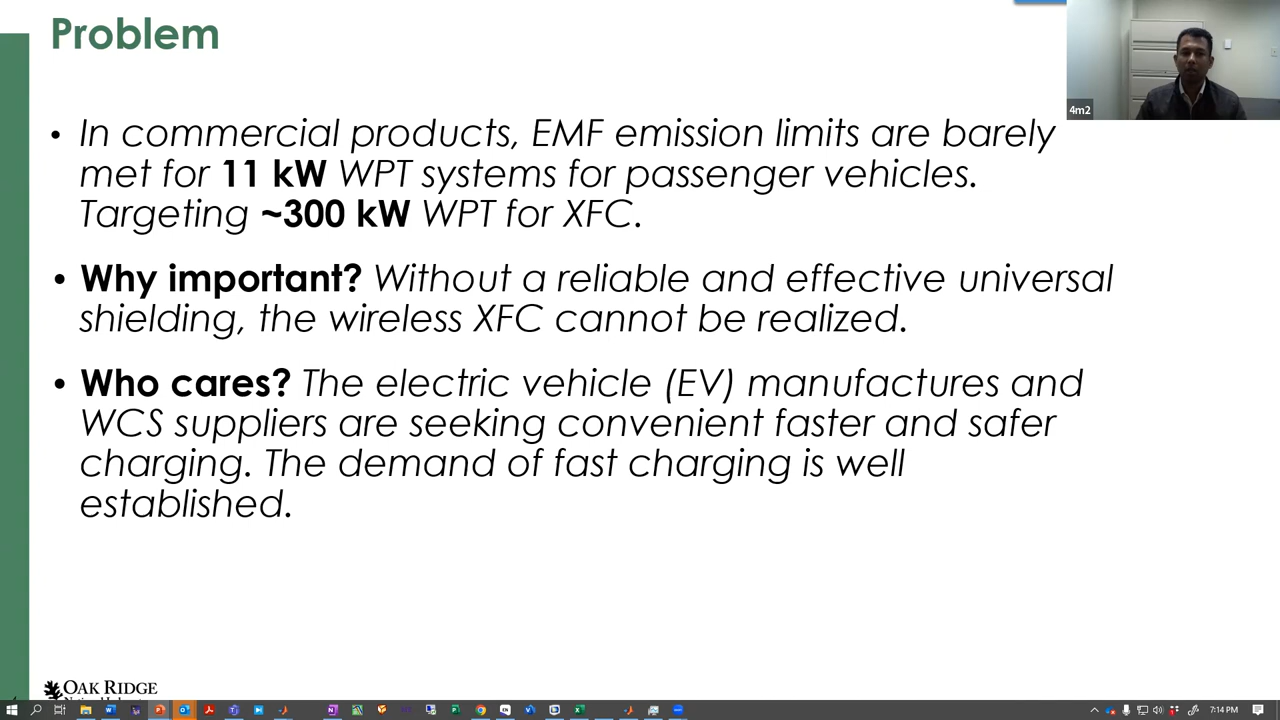 Problem
4m2
• In commercial products, EMF emission limits are barely
met for 11 kW WPT systems for passenger vehicles.
Targeting ~300 kW WPT for XFC.
• Why important? Without a reliable and effective universal
shielding, the wireless XFC cannot be realized.
• Who cares? The electric vehicle (EV) manufactures and
WCS suppliers are seeking convenient faster and safer
charging. The demand of fast charging is well
established.
OAK RIDGE
7:14 PM